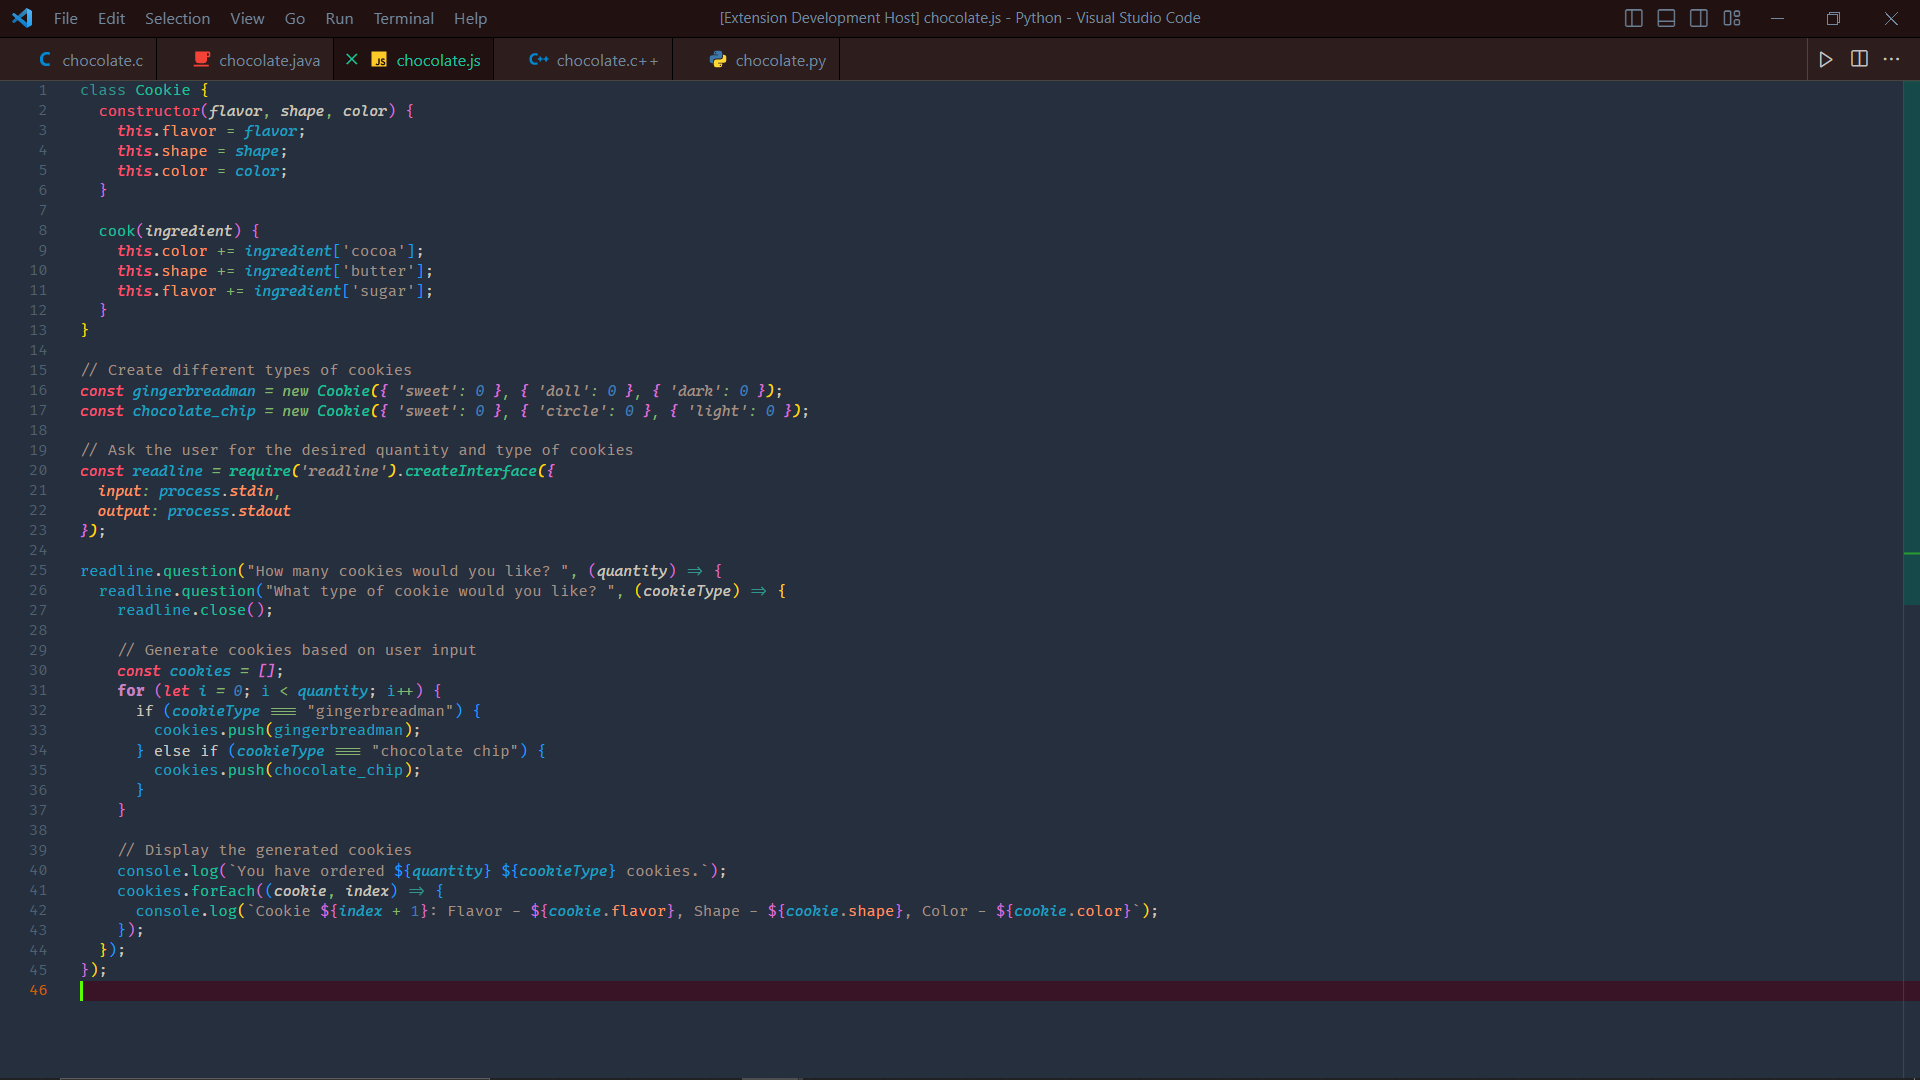 File Edit Selection View Go Run Terminal Help
[Extension Development Host] chocolate.js - Python - Visual Studio Code
C chocolate.c
chocolate.java
JS chocolate.js
C++ chocolate.c++
chocolate.py
1 class Cookie {
2   constructor(flavor, shape, color) {
3     this.flavor = flavor;
4     this.shape = shape;
5     this.color = color;
6   }
7
8   cook(ingredient) {
9     this.color += ingredient['cocoa'];
10     this.shape += ingredient['butter'];
11     this.flavor += ingredient['sugar'];
12   }
13 }
14
15 // Create different types of cookies
16 const gingerbreadman = new Cookie({ 'sweet': 0 }, { 'doll': 0 }, { 'dark': 0 });
17 const chocolate_chip = new Cookie({ 'sweet': 0 }, { 'circle': 0 }, { 'light': 0 });
18
19 // Ask the user for the desired quantity and type of cookies
20 const readline = require('readline').createInterface({
21   input: process.stdin,
22   output: process.stdout
23 });
24
25 readline.question("How many cookies would you like? ", (quantity) => {
26   readline.question("What type of cookie would you like? ", (cookieType) => {
27     readline.close();
28
29     // Generate cookies based on user input
30     const cookies = [];
31     for (let i = 0; i < quantity; i++) {
32       if (cookieType === "gingerbreadman") {
33         cookies.push(gingerbreadman);
34       } else if (cookieType === "chocolate chip") {
35         cookies.push(chocolate_chip);
36       }
37     }
38
39     // Display the generated cookies
40     console.log(`You have ordered ${quantity} ${cookieType} cookies.`);
41     cookies.forEach((cookie, index) => {
42       console.log(`Cookie ${index + 1}: Flavor - ${cookie.flavor}, Shape - ${cookie.shape}, Color - ${cookie.color}`);
43     });
44   });
45 });
46